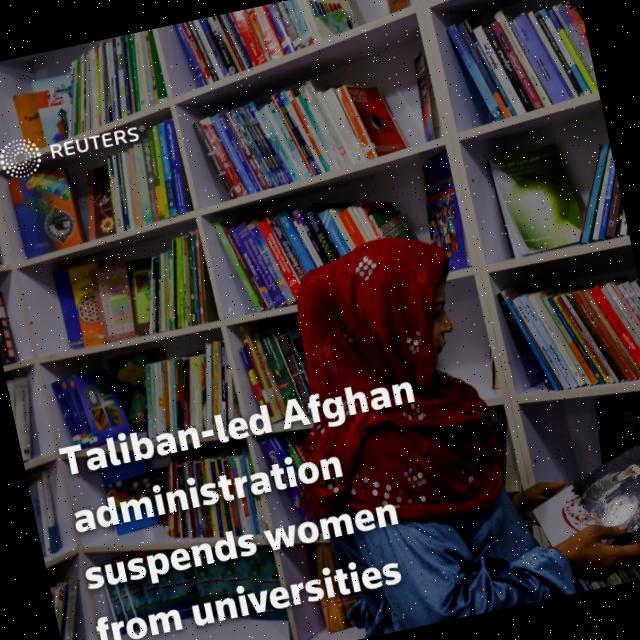 REUTERS
Taliban-led Afghan
administration
suspends women
from universities